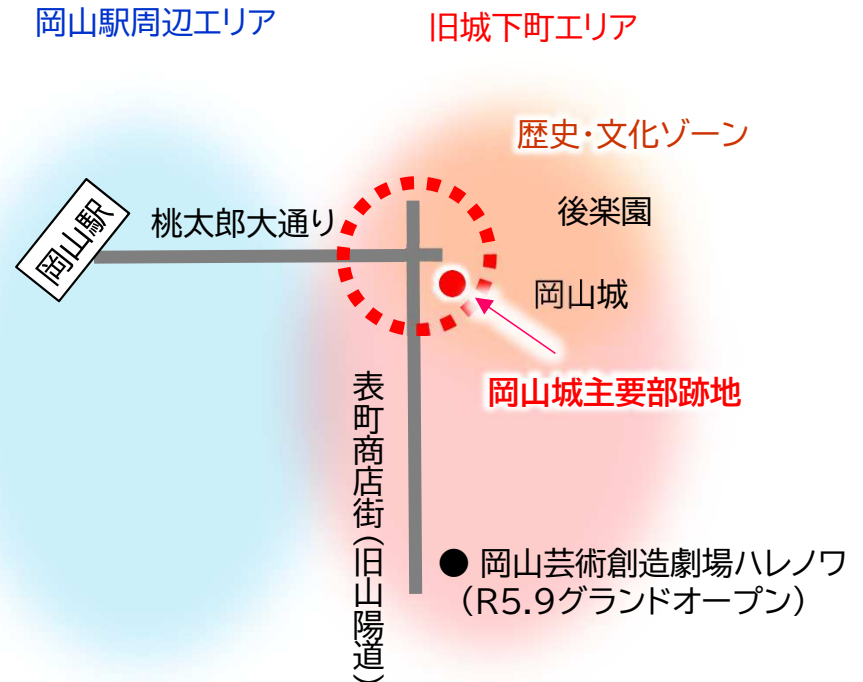 岡山駅周辺エリア
旧城下町エリア
歴史・文化ゾーン
後楽園
桃太郎大通り
岡山駅
岡山城
岡山城主要部跡地
表町商店街(旧山陽道)
● 岡山芸術創造劇場ハレノワ
(R5.9グランドオープン)